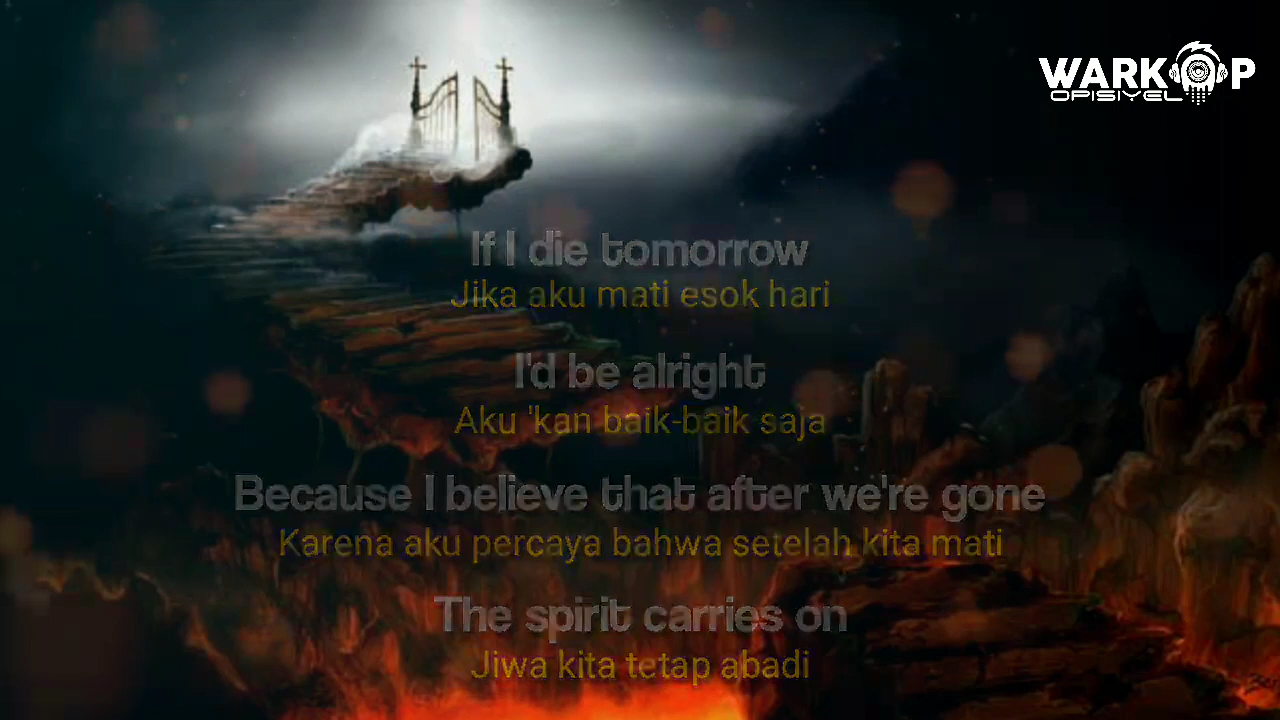 WARKOP
OPISIYEL
If I die tomorrow
Jika aku mati esok hari
I'd be alright
Aku 'kan baik-baik saja
Because I believe that after we're gone
Karena aku percaya bahwa setelah kita mati
The spirit carries on
Jiwa kita tetap abadi